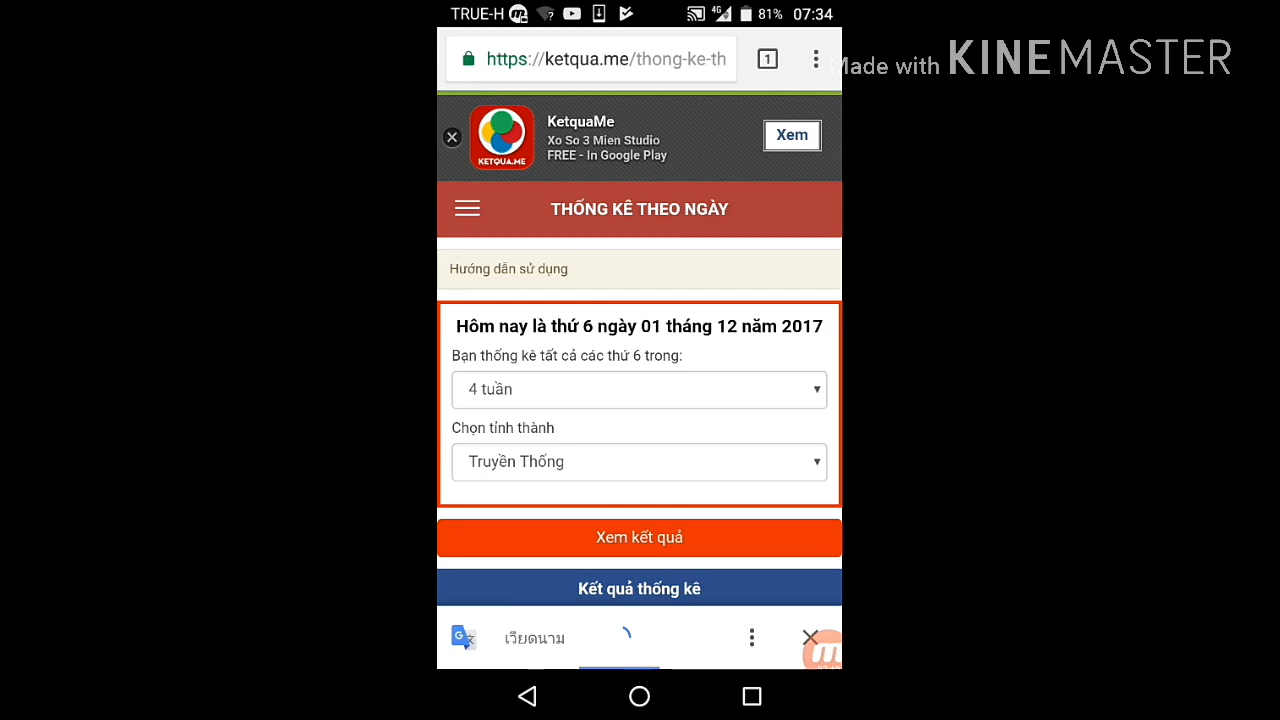 TRUE-H 4G 81% 07:34
https://ketqua.me/thong-ke-th 1
Made with KINEMASTER
KetquaMe
Xo So 3 Mien Studio
FREE - In Google Play
Xem
KETQUA.ME
THỐNG KÊ THEO NGÀY
Hướng dẫn sử dụng
Hôm nay là thứ 6 ngày 01 tháng 12 năm 2017
Bạn thống kê tất cả các thứ 6 trong:
4 tuần
Chọn tỉnh thành
Truyền Thống
Xem kết quả
Kết quả thống kê
เวียดนาม